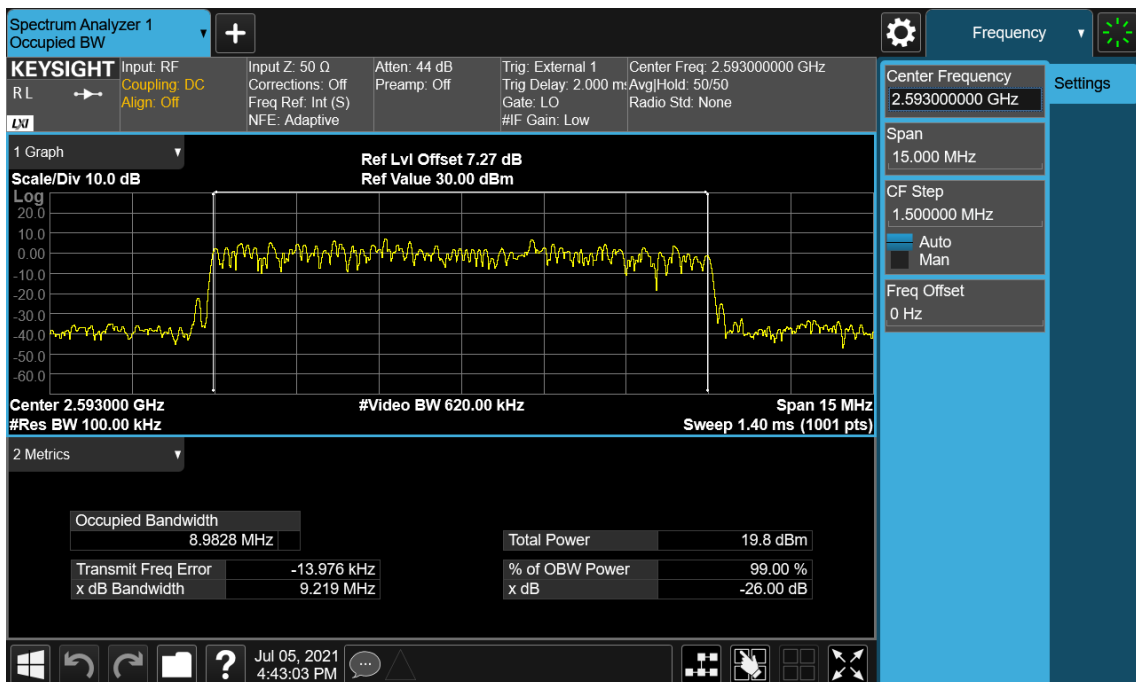 Spectrum Analyzer 1
Occupied BW
Frequency
KEYSIGHT
R L
LXI
Input: RF
Coupling: DC
Align: Off
Input Z: 50 Ω
Corrections: Off
Freq Ref: Int (S)
NFE: Adaptive
Atten: 44 dB
Preamp: Off
Trig: External 1
Trig Delay: 2.000 ms
Gate: LO
#IF Gain: Low
Center Freq: 2.593000000 GHz
Avg|Hold: 50/50
Radio Std: None
Center Frequency
2.593000000 GHz
Settings
Span
15.000 MHz
CF Step
1.500000 MHz
Auto
Man
Freq Offset
0 Hz
1 Graph
Scale/Div 10.0 dB
Ref Lvl Offset 7.27 dB
Ref Value 30.00 dBm
Log
20.0
10.0
0.00
-10.0
-20.0
-30.0
-40.0
-50.0
-60.0
Center 2.593000 GHz
#Video BW 620.00 kHz
Span 15 MHz
#Res BW 100.00 kHz
Sweep 1.40 ms (1001 pts)
2 Metrics
Occupied Bandwidth
8.9828 MHz
Total Power 19.8 dBm
Transmit Freq Error -13.976 kHz
% of OBW Power 99.00 %
x dB Bandwidth 9.219 MHz
x dB -26.00 dB
Jul 05, 2021
4:43:03 PM